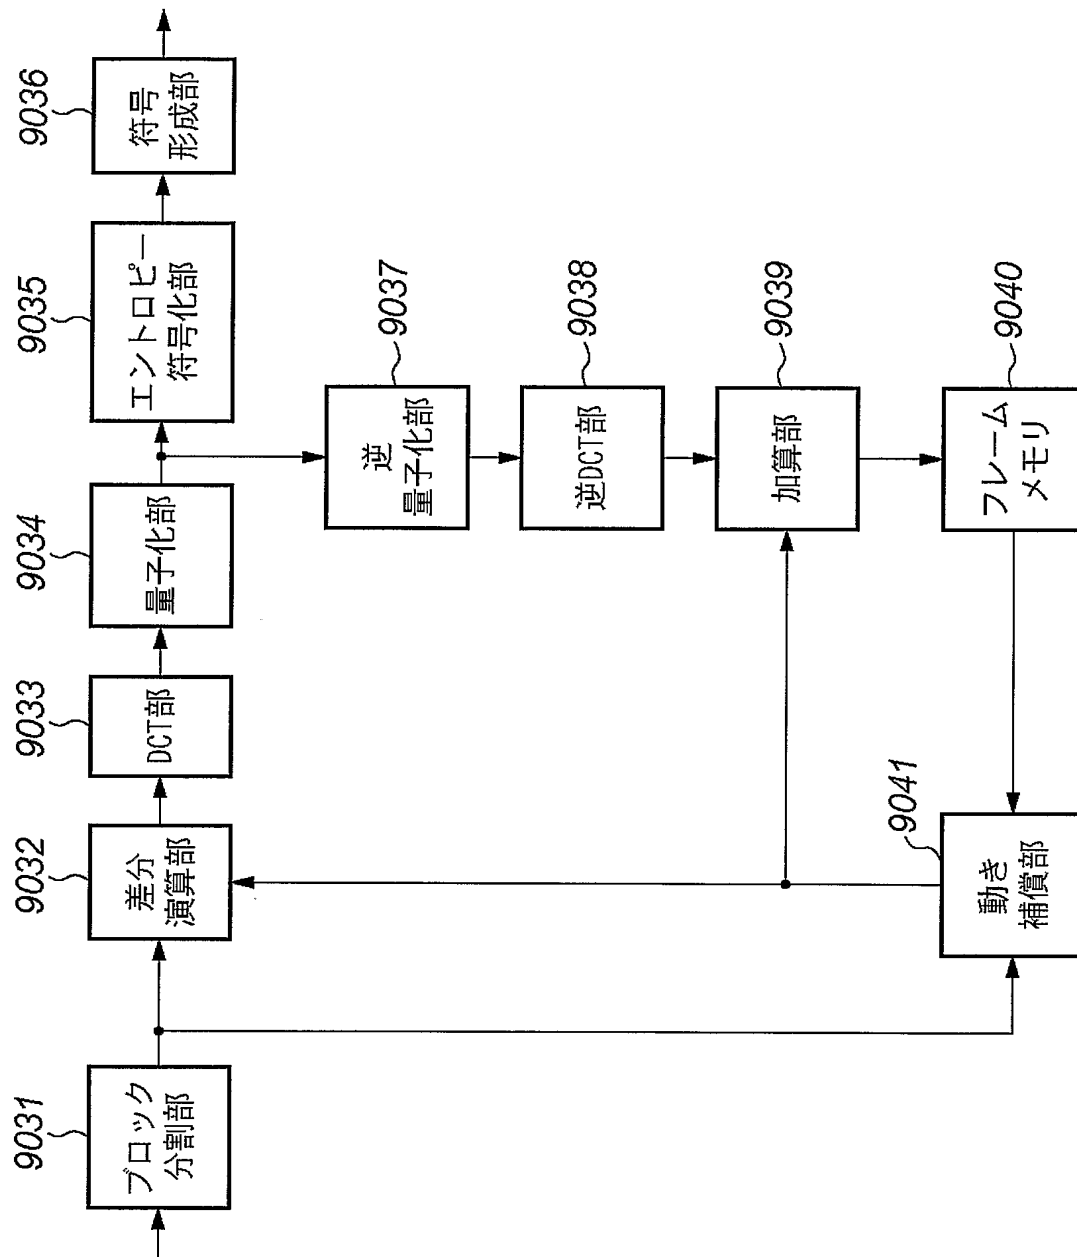 9031
ブロック
分割部
9032
差分
演算部
9033
DCT部
9034
量子化部
9035
エントロピー
符号化部
9036
符号
形成部
9037
逆
量子化部
9038
逆DCT部
9039
加算部
9040
フレーム
メモリ
9041
動き
補償部